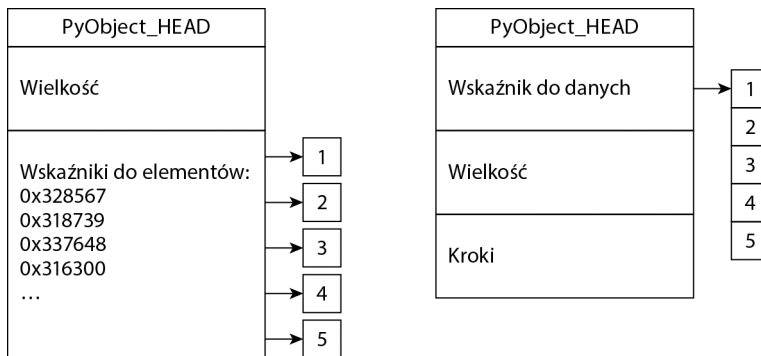 PyObject_HEAD
Wielkość
Wskaźniki do elementów:
0x328567
0x318739
0x337648
0x316300
…
1
2
3
4
5
PyObject_HEAD
Wskaźnik do danych
Wielkość
Kroki
1
2
3
4
5